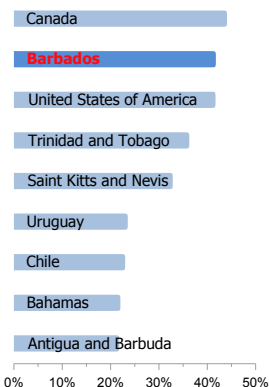 Canada
Barbados
United States of America
Trinidad and Tobago
Saint Kitts and Nevis
Uruguay
Chile
Bahamas
Antigua and Barbuda
0% 10% 20% 30% 40% 50%